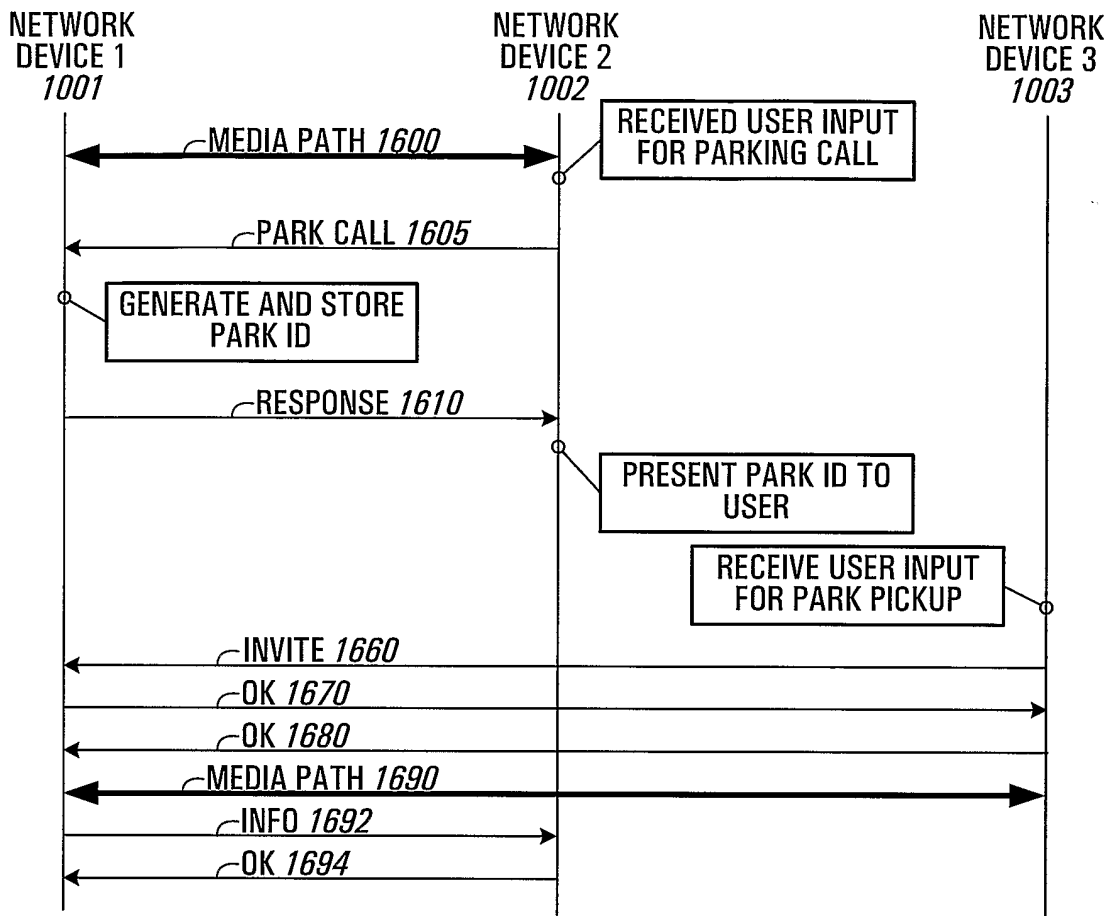 NETWORK
DEVICE 1
1001
NETWORK
DEVICE 2
1002
NETWORK
DEVICE 3
1003
MEDIA PATH 1600
RECEIVED USER INPUT
FOR PARKING CALL
PARK CALL 1605
GENERATE AND STORE
PARK ID
RESPONSE 1610
PRESENT PARK ID TO
USER
RECEIVE USER INPUT
FOR PARK PICKUP
INVITE 1660
OK 1670
OK 1680
MEDIA PATH 1690
INFO 1692
OK 1694